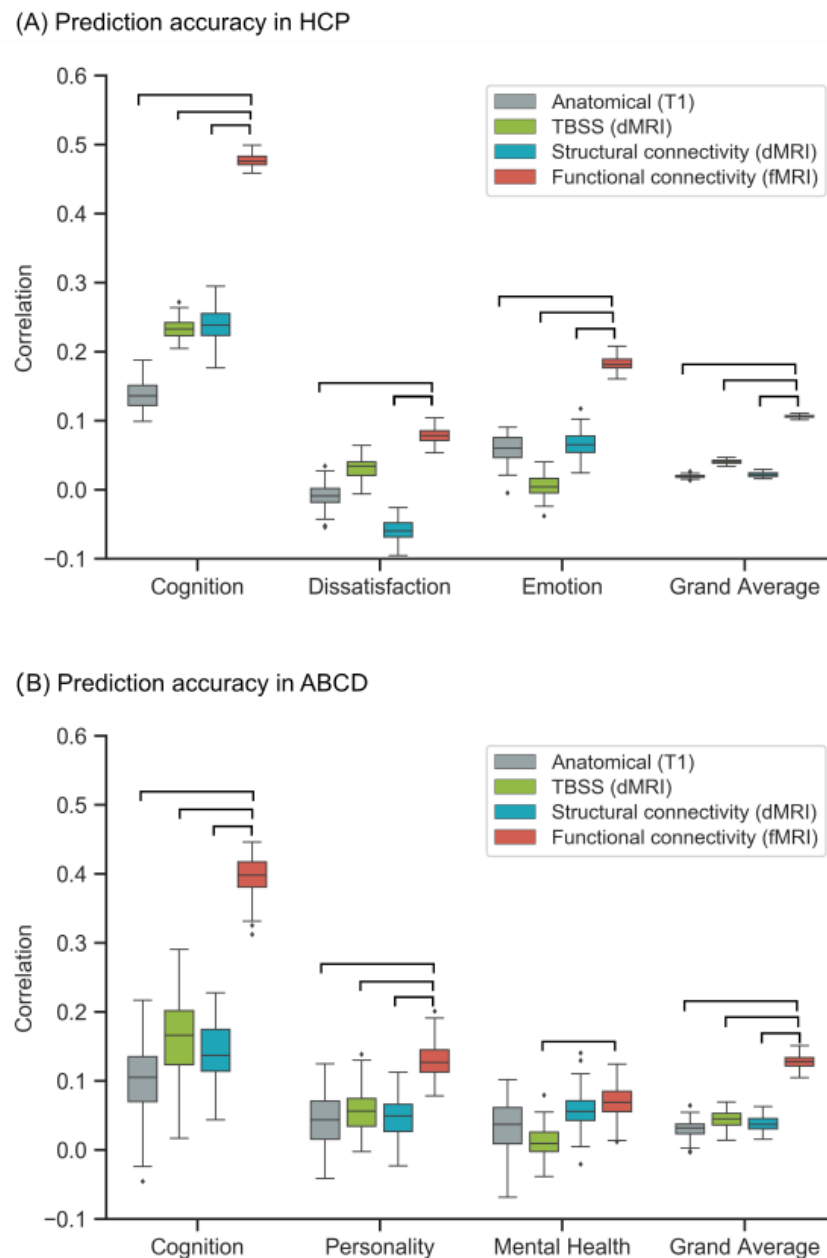 (A) Prediction accuracy in HCP
0.6
0.5
0.4
0.3
0.2
0.1
0.0
−0.1
Correlation
Anatomical (T1)
TBSS (dMRI)
Structural connectivity (dMRI)
Functional connectivity (fMRI)
Cognition Dissatisfaction Emotion Grand Average
(B) Prediction accuracy in ABCD
0.6
0.5
0.4
0.3
0.2
0.1
0.0
−0.1
Correlation
Anatomical (T1)
TBSS (dMRI)
Structural connectivity (dMRI)
Functional connectivity (fMRI)
Cognition Personality Mental Health Grand Average